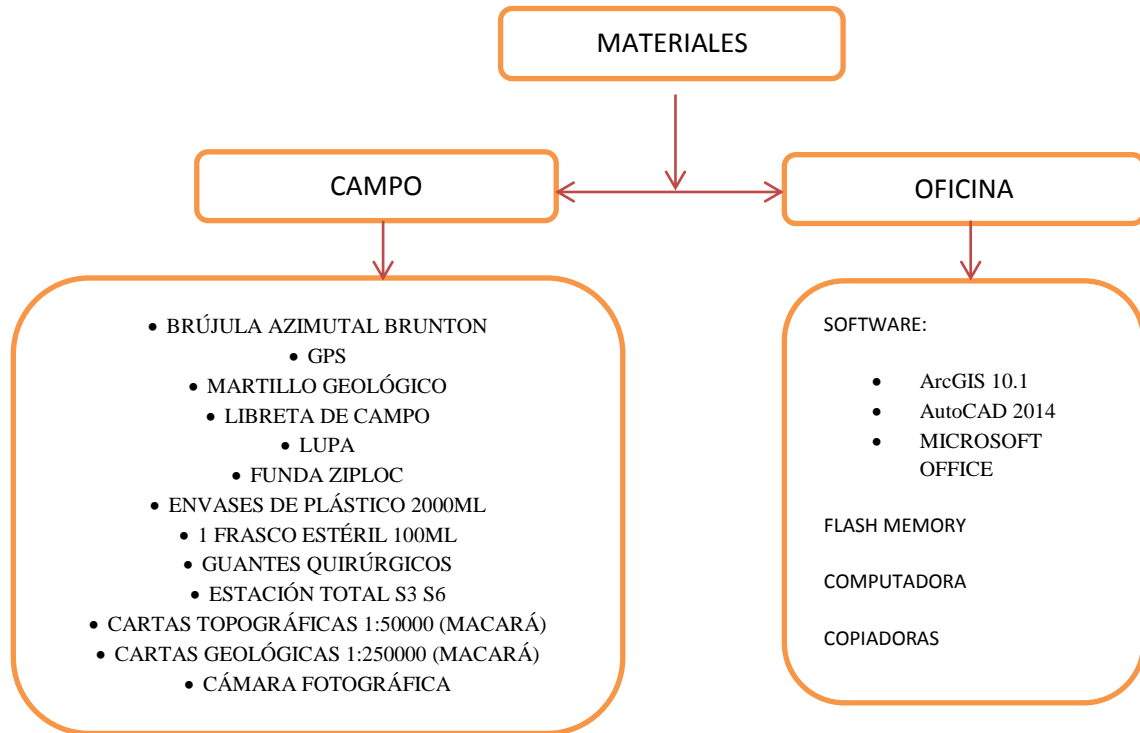 MATERIALES
CAMPO
OFICINA
• BRÚJULA AZIMUTAL BRUNTON
• GPS
• MARTILLO GEOLÓGICO
• LIBRETA DE CAMPO
• LUPA
• FUNDA ZIPLOC
• ENVASES DE PLÁSTICO 2000ML
• 1 FRASCO ESTÉRIL 100ML
• GUANTES QUIRÚRGICOS
• ESTACIÓN TOTAL S3 S6
• CARTAS TOPOGRÁFICAS 1:50000 (MACARÁ)
• CARTAS GEOLÓGICAS 1:250000 (MACARÁ)
• CÁMARA FOTOGRÁFICA
SOFTWARE:
• ArcGIS 10.1
• AutoCAD 2014
• MICROSOFT
OFFICE
FLASH MEMORY
COMPUTADORA
COPIADORAS